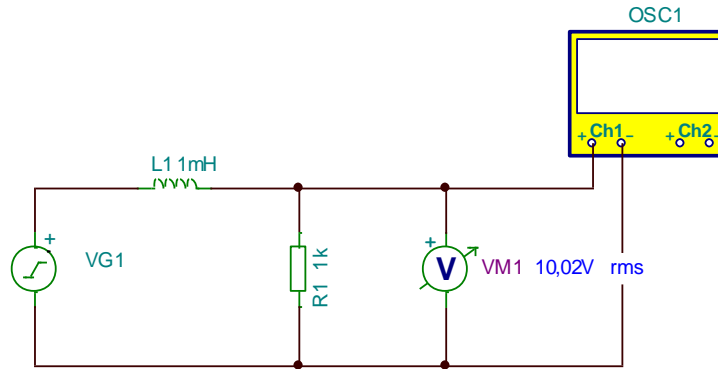 OSC1
+ Ch1 - + Ch2 -
L1 1mH
+ VG1
R1 1k
+ V VM1 10,02V rms